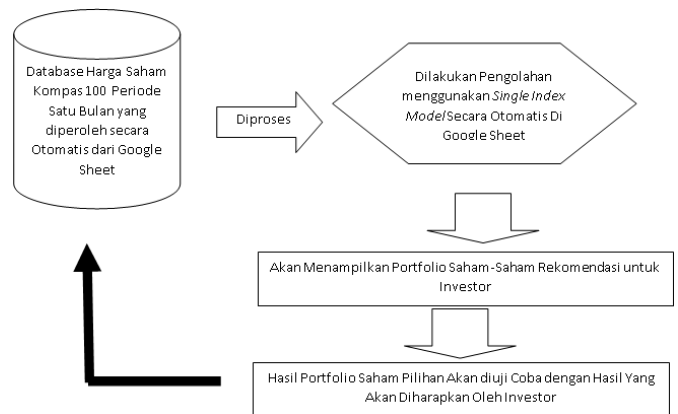 Database Harga Saham
Kompas 100 Periode
Satu Bulan yang
diperoleh secara
Otomatis dari Google
Sheet
Diproses
Dilakukan Pengolahan
menggunakan Single Index
Model Secara Otomatis Di
Google Sheet
Akan Menampilkan Portfolio Saham-Saham Rekomendasi untuk
Investor
Hasil Portfolio Saham Pilihan Akan diuji Coba dengan Hasil Yang
Akan Diharapkan Oleh Investor